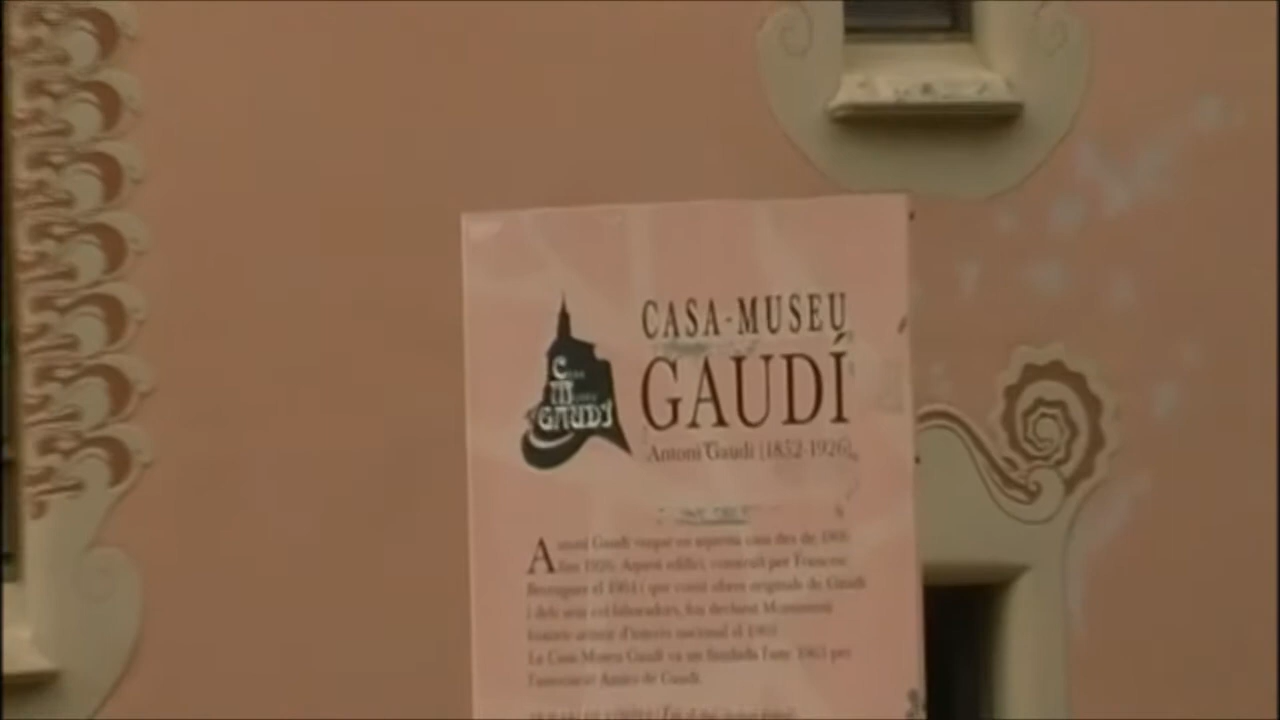 CASA-MUSEU
GAUDÍ
Antoni Gaudí (1852-1926)
C
M
GAUDÍ
Antoni Gaudí visqué en aquesta casa des de 1906
fins 1926. Aquest edifici, construït per Francesc
Berenguer el 1904 i que conté obres originals de Gaudí
i dels seus col·laboradors, fou declarat Monument
històric artístic d'interès nacional el 1969
La Casa Museu Gaudí va ser fundada l'any 1963 per
l'associació Amics de Gaudí.